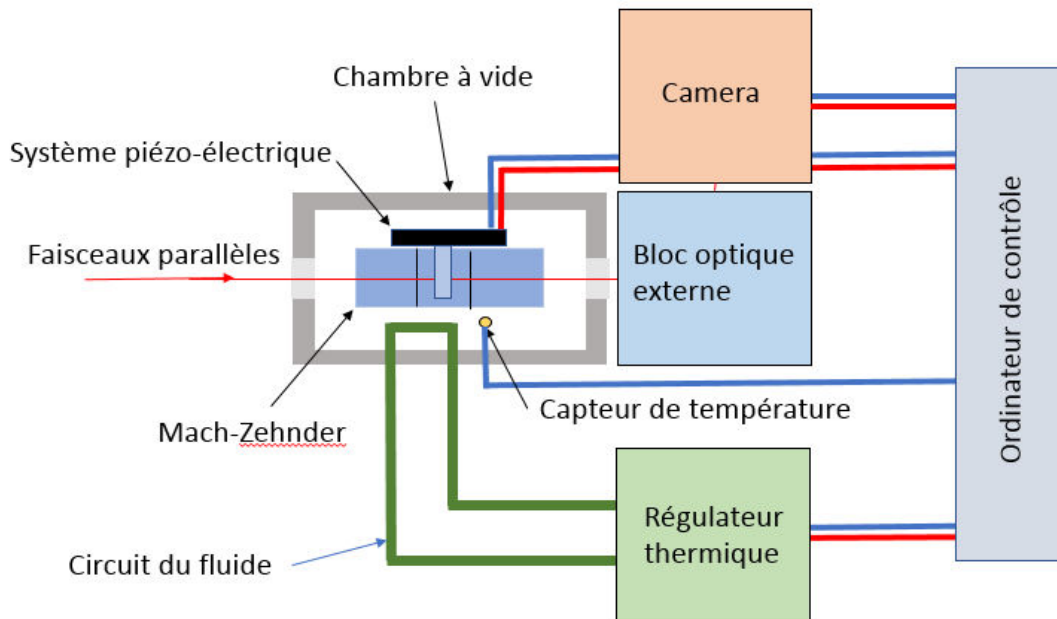 Chambre à vide
Camera
Système piézo-électrique
Faisceaux parallèles
Bloc optique
externe
Ordinateur de contrôle
Capteur de température
Mach-Zehnder
Régulateur
thermique
Circuit du fluide